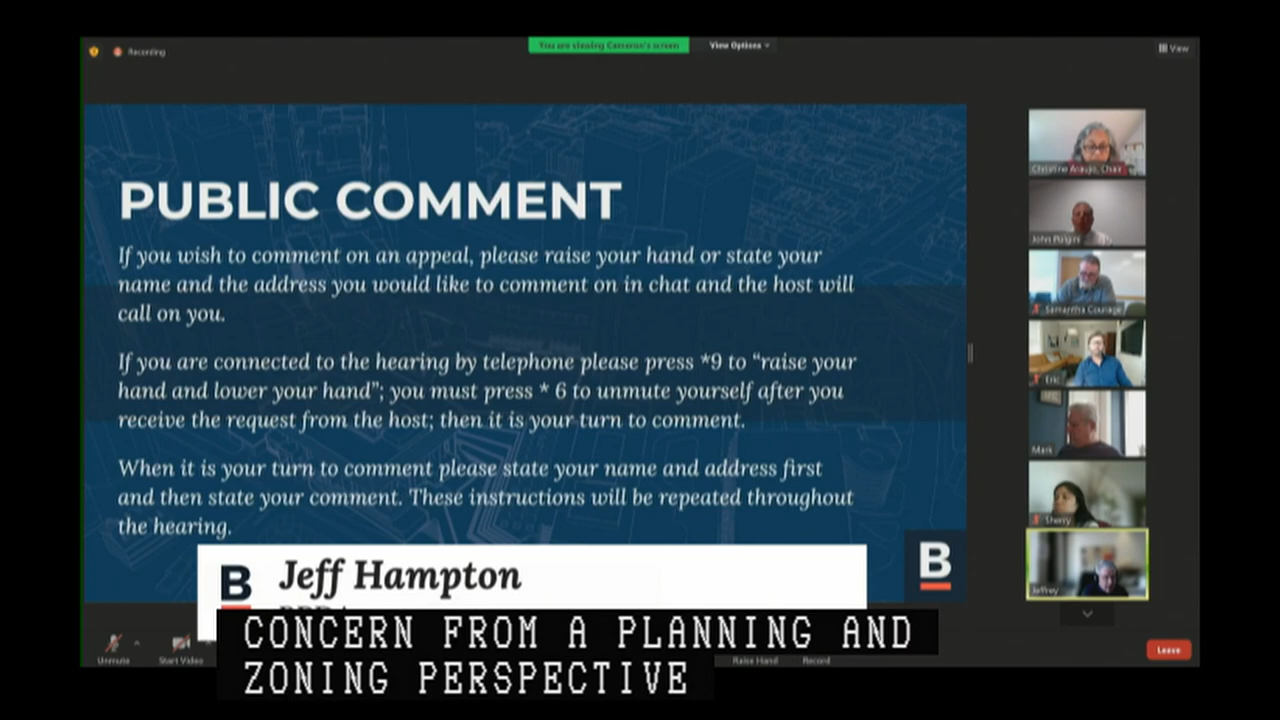 Recording
You are viewing Cameron's screen
View Options
View
PUBLIC COMMENT
If you wish to comment on an appeal, please raise your hand or state your
name and the address you would like to comment on in chat and the host will
call on you.
If you are connected to the hearing by telephone please press *9 to “raise your
hand and lower your hand”; you must press * 6 to unmute yourself after you
receive the request from the host; then it is your turn to comment.
When it is your turn to comment please state your name and address first
and then state your comment. These instructions will be repeated throughout
the hearing.
B
Christine Araujo, Chair
John
Samantha Courage
Eric
Mark
Sherry
Jeffrey
B
Jeff Hampton
CONCERN FROM A PLANNING AND
ZONING PERSPECTIVE
Unmute
Start Video
Raise Hand
Record
Leave